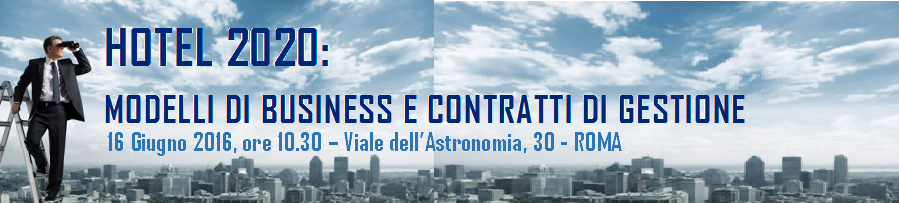 HOTEL 2020:
MODELLI DI BUSINESS E CONTRATTI DI GESTIONE
16 Giugno 2016, ore 10.30 – Viale dell'Astronomia, 30 - ROMA